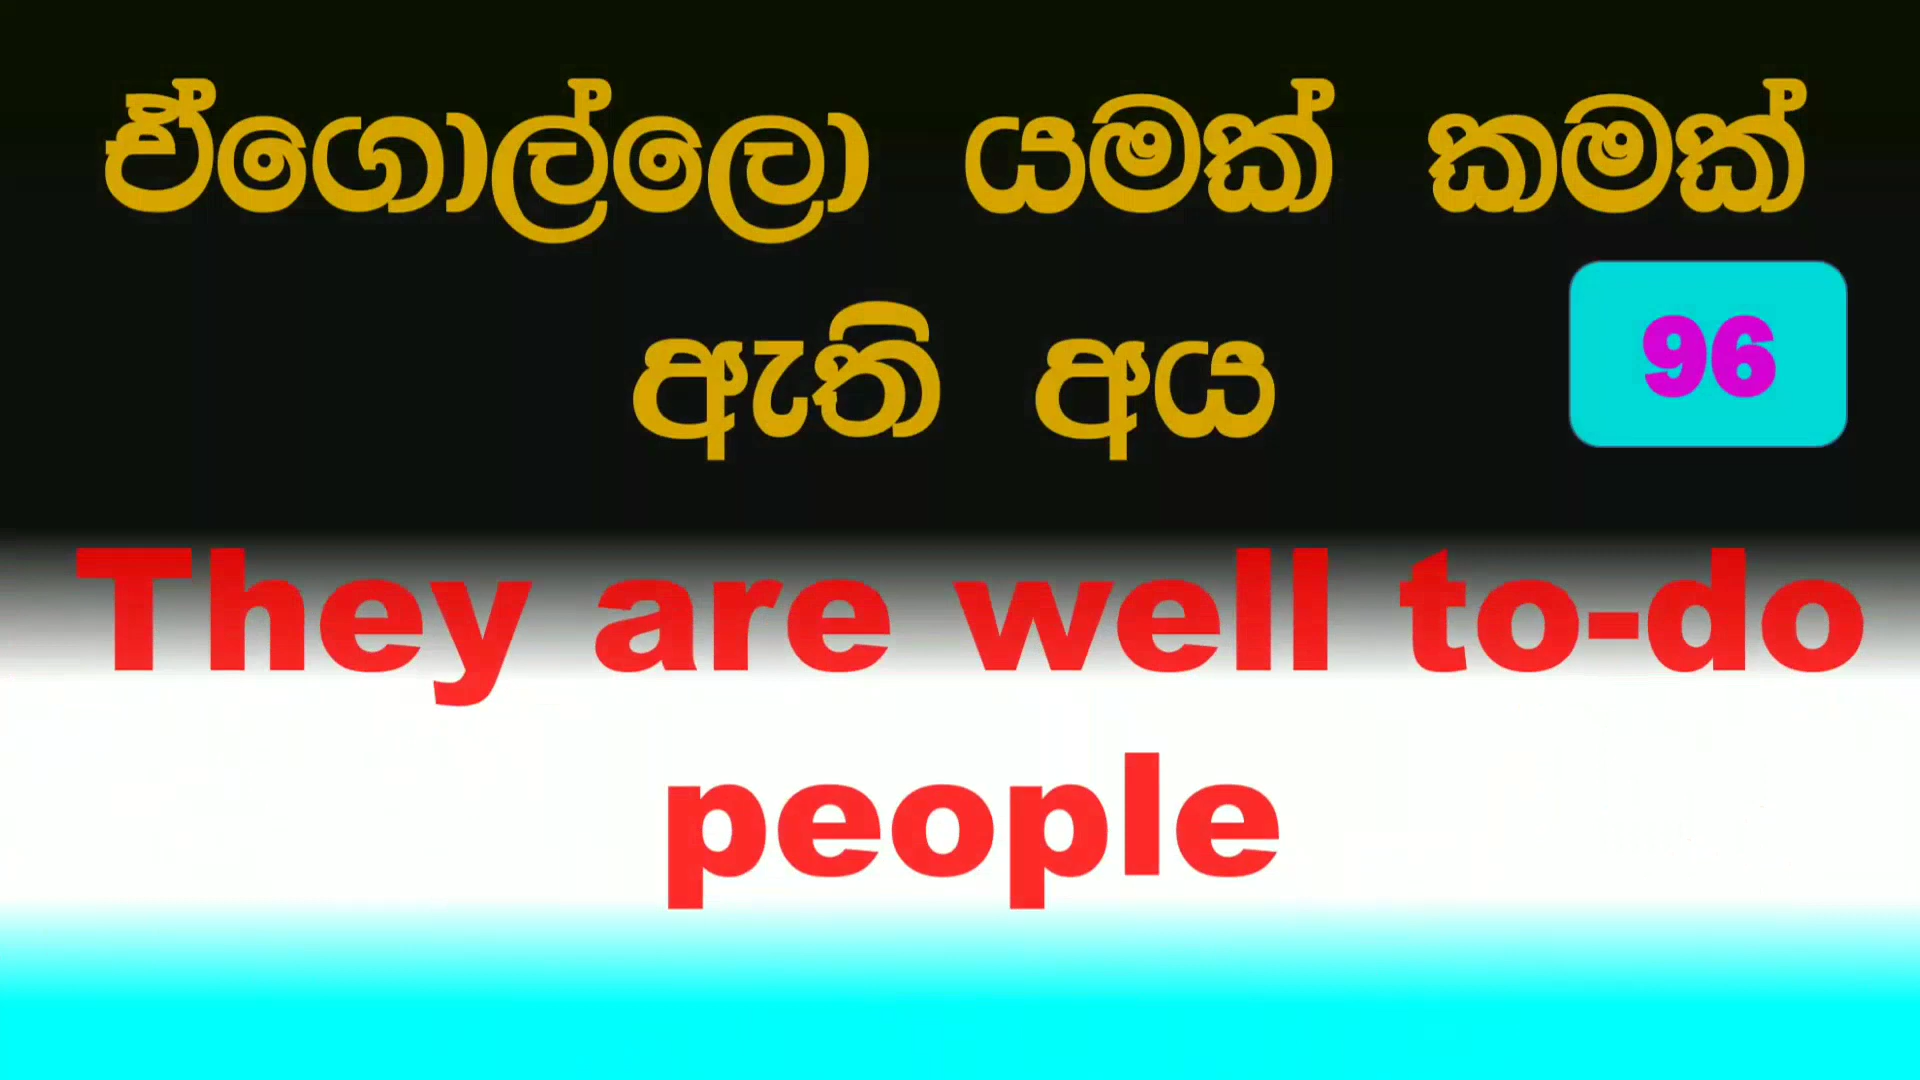 ඒගොල්ලො යමක් කමක්
ඇති අය
96
They are well to-do
people